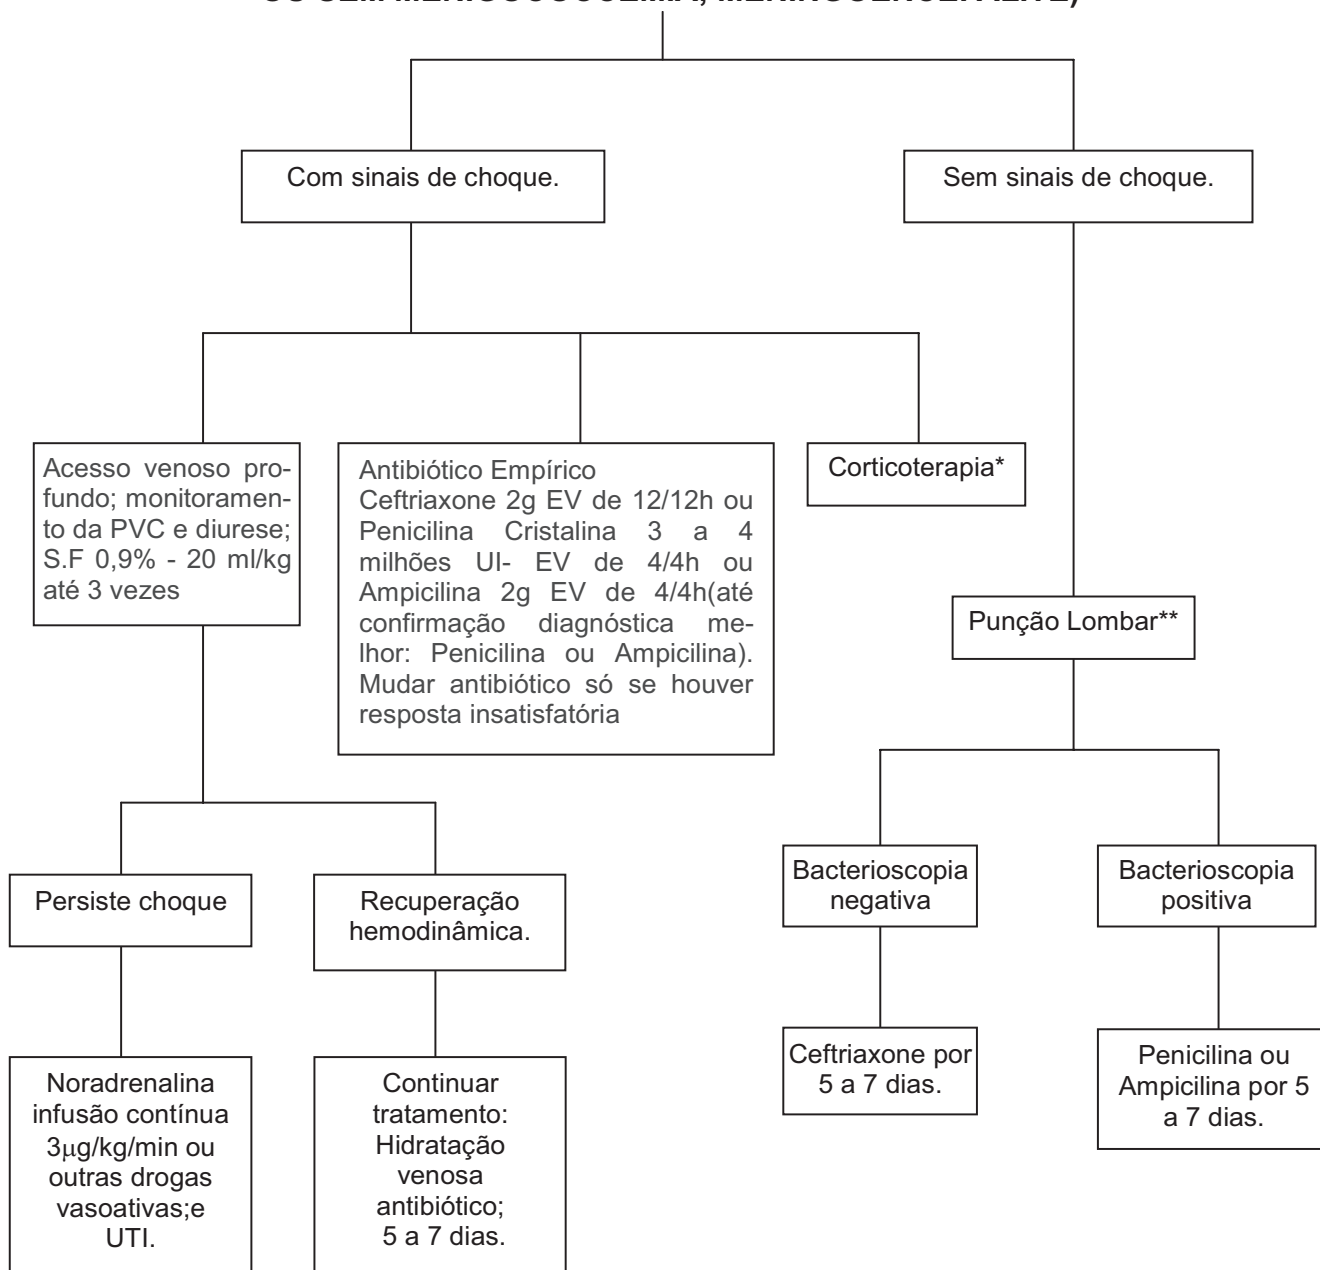 Com sinais de choque.
Sem sinais de choque.
Acesso venoso pro-
fundo; monitoramen-
to da PVC e diurese;
S.F 0,9% - 20 ml/kg
até 3 vezes
Antibiótico Empírico
Ceftriaxone 2g EV de 12/12h ou
Penicilina Cristalina 3 a 4
milhões UI- EV de 4/4h ou
Ampicilina 2g EV de 4/4h(até
confirmação diagnóstica me-
lhor: Penicilina ou Ampicilina).
Mudar antibiótico só se houver
resposta insatisfatória
Corticoterapia*
Punção Lombar**
Persiste choque
Recuperação
hemodinâmica.
Bacterioscopia
negativa
Bacterioscopia
positiva
Noradrenalina
infusão contínua
3µg/kg/min ou
outras drogas
vasoativas;e
UTI.
Continuar
tratamento:
Hidratação
venosa
antibiótico;
5 a 7 dias.
Ceftriaxone por
5 a 7 dias.
Penicilina ou
Ampicilina por 5
a 7 dias.